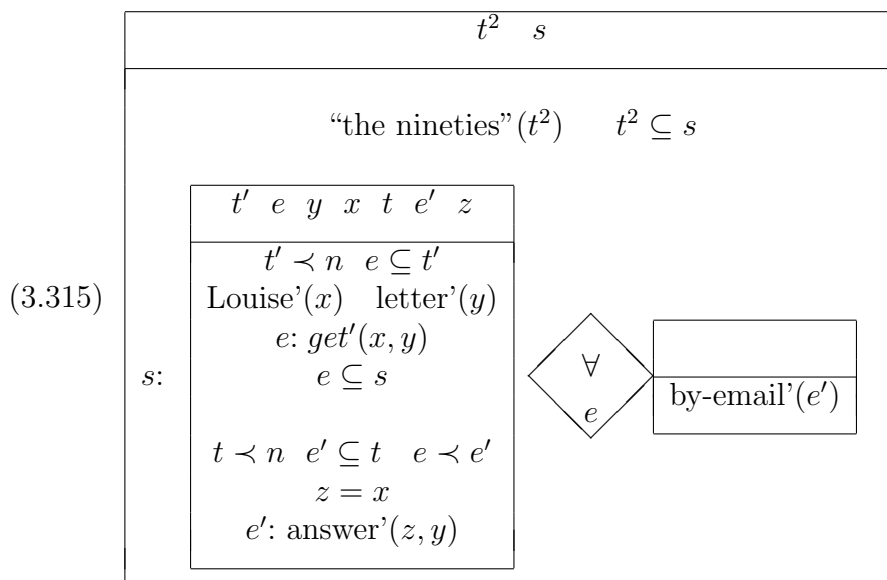 t² s
“the nineties”(t²) t² ⊆ s
t′ e y x t e′ z
t′ ≺ n e ⊆ t′
(3.315)
Louise’(x) letter’(y)
e: get′(x, y)
∀
s:
e ⊆ s
by-email’(e′)
e
t ≺ n e′ ⊆ t e ≺ e′
z = x
e′: answer’(z, y)